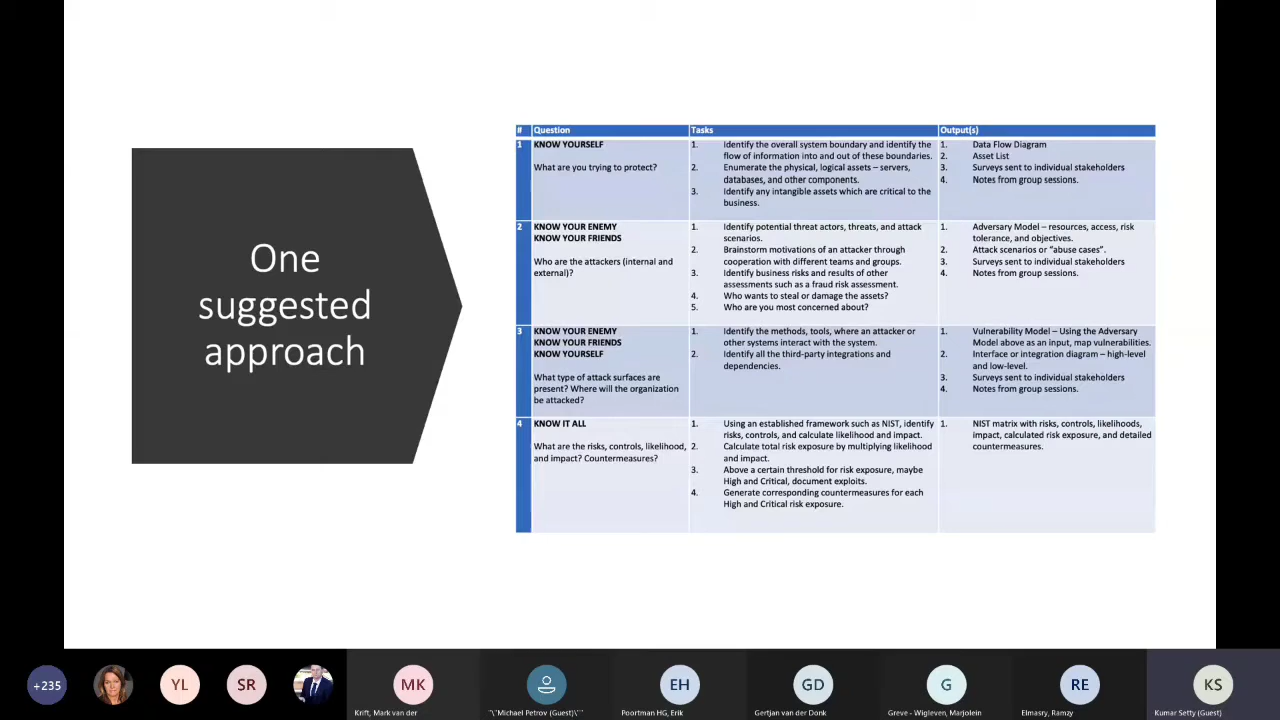 One
suggested
approach
# Question Tasks Output(s)
1 KNOW YOURSELF
What are you trying to protect?
1. Identify the overall system boundary and identify the
flow of information into and out of these boundaries.
2. Enumerate the physical, logical assets – servers,
databases, and other components.
3. Identify any intangible assets which are critical to the
business.
1. Data Flow Diagram
2. Asset List
3. Surveys sent to individual stakeholders
4. Notes from group sessions.
2 KNOW YOUR ENEMY
KNOW YOUR FRIENDS
Who are the attackers (internal and
external)?
1. Identify potential threat actors, threats, and attack
scenarios.
2. Brainstorm motivations of an attacker through
cooperation with different teams and groups.
3. Identify business risks and results of other
assessments such as a fraud risk assessment.
4. Who wants to steal or damage the assets?
5. Who are you most concerned about?
1. Adversary Model – resources, access, risk
tolerance, and objectives.
2. Attack scenarios or “abuse cases”.
3. Surveys sent to individual stakeholders
4. Notes from group sessions.
3 KNOW YOUR ENEMY
KNOW YOUR FRIENDS
KNOW YOURSELF
What type of attack surfaces are
present? Where will the organization
be attacked?
1. Identify the methods, tools, where an attacker or
other systems interact with the system.
2. Identify all the third-party integrations and
dependencies.
1. Vulnerability Model – Using the Adversary
Model above as an input, map vulnerabilities.
2. Interface or integration diagram – high-level
and low-level.
3. Surveys sent to individual stakeholders
4. Notes from group sessions.
4 KNOW IT ALL
What are the risks, controls, likelihood,
and impact? Countermeasures?
1. Using an established framework such as NIST, identify
risks, controls, and calculate likelihood and impact.
2. Calculate total risk exposure by multiplying likelihood
and impact.
3. Above a certain threshold for risk exposure, maybe
High and Critical, document exploits.
4. Generate corresponding countermeasures for each
High and Critical risk exposure.
1. NIST matrix with risks, controls, likelihoods,
impact, calculated risk exposure, and detailed
countermeasures.
+235 YL SR MK EH GD G RE KS
Krift, Mark van der "\"Michael Petrov (Guest)\"" Poortman HG, Erik Gertjan van der Donk Greve - Wigleven, Marjolein Elmasry, Ramzy Kumar Setty (Guest)